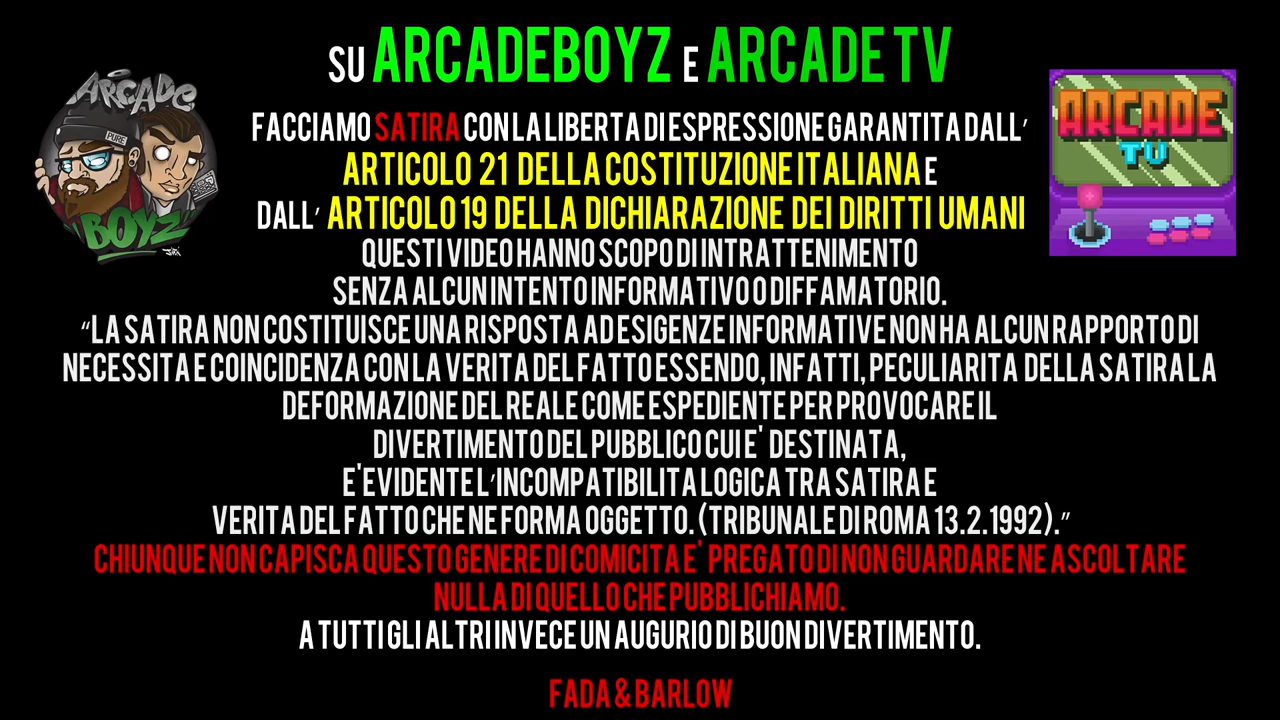 SU ARCADEBOYZ E ARCADE TV
ARCADE
PURE
BOYZ
ARCADE
TV
FACCIAMO SATIRA CON LA LIBERTA DI ESPRESSIONE GARANTITA DALL'
ARTICOLO 21 DELLA COSTITUZIONE ITALIANA E
DALL' ARTICOLO 19 DELLA DICHIARAZIONE DEI DIRITTI UMANI
QUESTI VIDEO HANNO SCOPO DI INTRATTENIMENTO
SENZA ALCUN INTENTO INFORMATIVO O DIFFAMATORIO.
"LA SATIRA NON COSTITUISCE UNA RISPOSTA AD ESIGENZE INFORMATIVE NON HA ALCUN RAPPORTO DI
NECESSITA E COINCIDENZA CON LA VERITA DEL FATTO ESSENDO, INFATTI, PECULIARITA DELLA SATIRA LA
DEFORMAZIONE DEL REALE COME ESPEDIENTE PER PROVOCARE IL
DIVERTIMENTO DEL PUBBLICO CUI E' DESTINATA,
E'EVIDENTE L'INCOMPATIBILITA LOGICA TRA SATIRA E
VERITA DEL FATTO CHE NE FORMA OGGETTO. (TRIBUNALE DI ROMA 13.2.1992)."
CHIUNQUE NON CAPISCA QUESTO GENERE DI COMICITA E' PREGATO DI NON GUARDARE NE ASCOLTARE
NULLA DI QUELLO CHE PUBBLICHIAMO.
A TUTTI GLI ALTRI INVECE UN AUGURIO DI BUON DIVERTIMENTO.
FADA & BARLOW